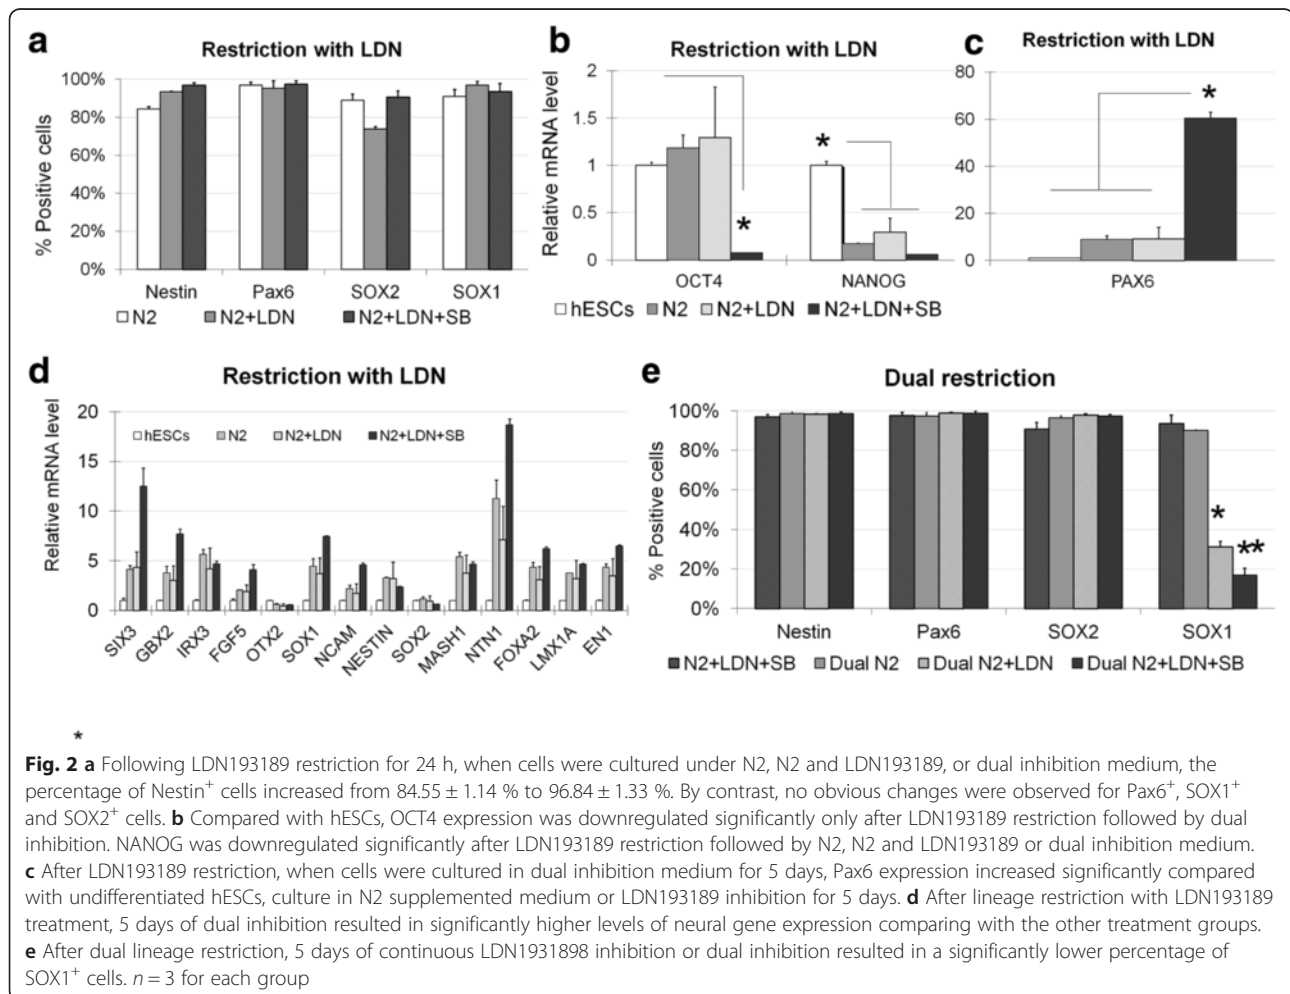 a
Restriction with LDN
100%
80%
60%
40%
20%
0%
% Positive cells
Nestin Pax6 SOX2 SOX1
N2 N2+LDN N2+LDN+SB
b
Restriction with LDN
2
1.5
1
0.5
0
Relative mRNA level
*
*
OCT4 NANOG
hESCs N2 N2+LDN N2+LDN+SB
c
Restriction with LDN
80
60
40
20
0
*
PAX6
d
Restriction with LDN
20
15
10
5
0
Relative mRNA level
hESCs N2 N2+LDN N2+LDN+SB
SIX3 GBX2 IRX3 FGF5 OTX2 SOX1 NCAM NESTIN SOX2 MASH1 NTN1 FOXA2 LMX1A EN1
e
Dual restriction
100%
80%
60%
40%
20%
0%
% Positive cells
*
**
Nestin Pax6 SOX2 SOX1
N2+LDN+SB Dual N2 Dual N2+LDN Dual N2+LDN+SB
*
Fig. 2 a Following LDN193189 restriction for 24 h, when cells were cultured under N2, N2 and LDN193189, or dual inhibition medium, the
percentage of Nestin+ cells increased from 84.55 ± 1.14 % to 96.84 ± 1.33 %. By contrast, no obvious changes were observed for Pax6+, SOX1+
and SOX2+ cells. b Compared with hESCs, OCT4 expression was downregulated significantly only after LDN193189 restriction followed by dual
inhibition. NANOG was downregulated significantly after LDN193189 restriction followed by N2, N2 and LDN193189 or dual inhibition medium.
c After LDN193189 restriction, when cells were cultured in dual inhibition medium for 5 days, Pax6 expression increased significantly compared
with undifferentiated hESCs, culture in N2 supplemented medium or LDN193189 inhibition for 5 days. d After lineage restriction with LDN193189
treatment, 5 days of dual inhibition resulted in significantly higher levels of neural gene expression comparing with the other treatment groups.
e After dual lineage restriction, 5 days of continuous LDN1931898 inhibition or dual inhibition resulted in a significantly lower percentage of
SOX1+ cells. n = 3 for each group